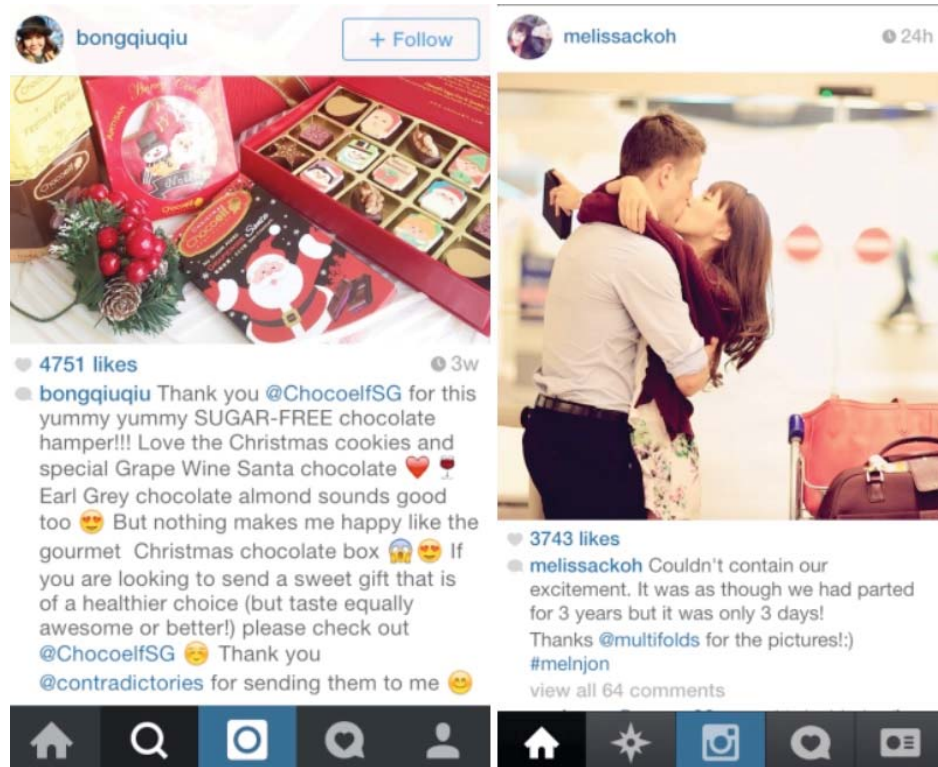 bongqiuqiu
+ Follow
Chocoelf
4751 likes
3w
bongqiuqiu Thank you @ChocoelfSG for this
yummy yummy SUGAR-FREE chocolate
hamper!!! Love the Christmas cookies and
special Grape Wine Santa chocolate ❤️ 🍷
Earl Grey chocolate almond sounds good
too 😍 But nothing makes me happy like the
gourmet Christmas chocolate box 😱 😍 If
you are looking to send a sweet gift that is
of a healthier choice (but taste equally
awesome or better!) please check out
@ChocoelfSG ☺️ Thank you
@contradictories for sending them to me 😊
melissackoh
24h
3743 likes
melissackoh Couldn't contain our
excitement. It was as though we had parted
for 3 years but it was only 3 days!
Thanks @multifolds for the pictures!:)
#melnjon
view all 64 comments